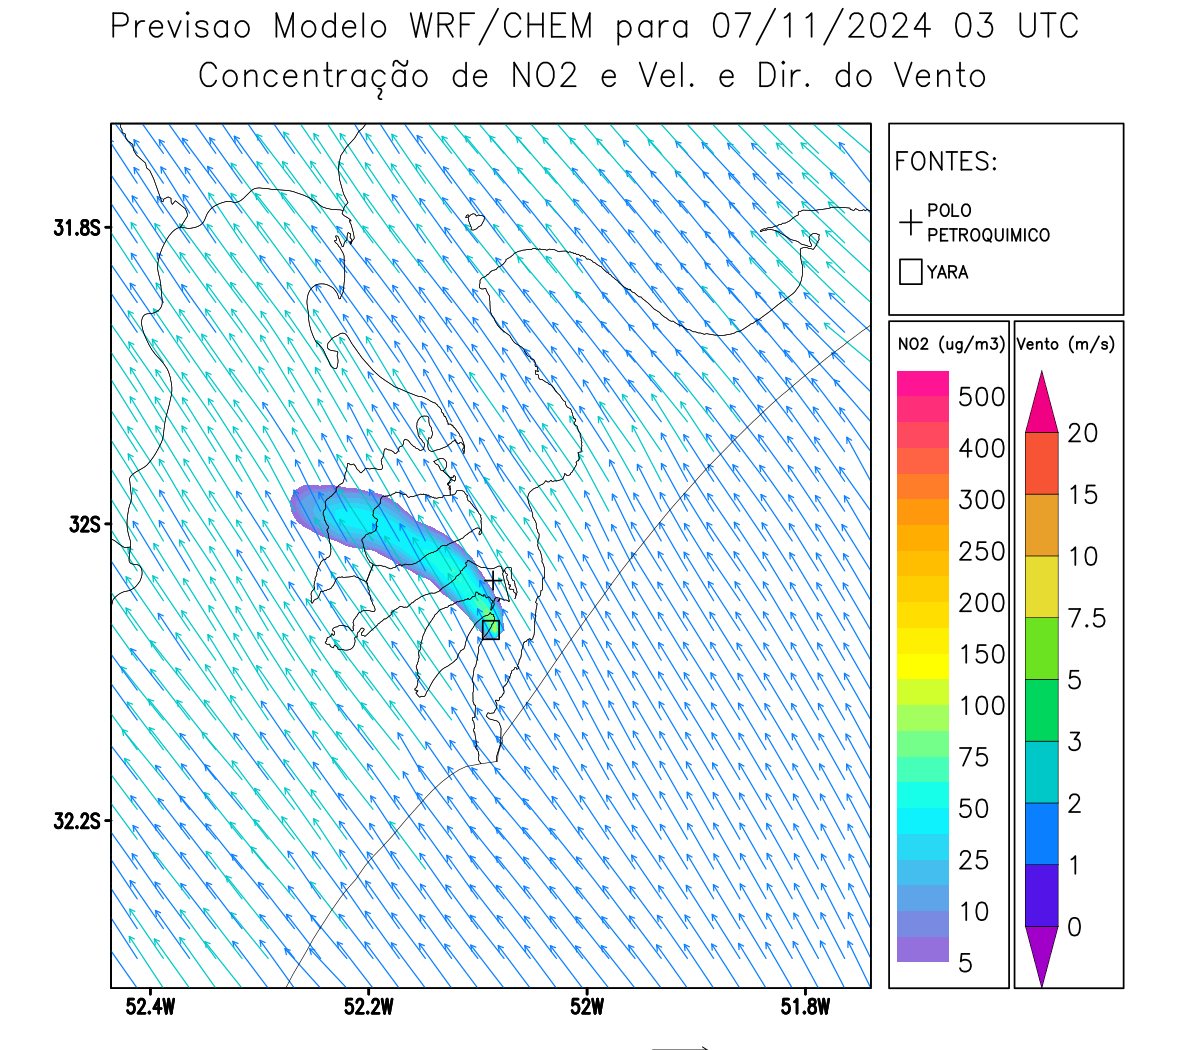 Previsao Modelo WRF/CHEM para 07/11/2024 03 UTC
Concentração de NO2 e Vel. e Dir. do Vento
FONTES:
POLO
PETROQUIMICO
YARA
NO2 (ug/m3)
500
400
300
250
200
150
100
75
50
25
10
5
Vento (m/s)
20
15
10
7.5
5
3
2
1
0
31.8S
32S
32.2S
52.4W 52.2W 52W 51.8W